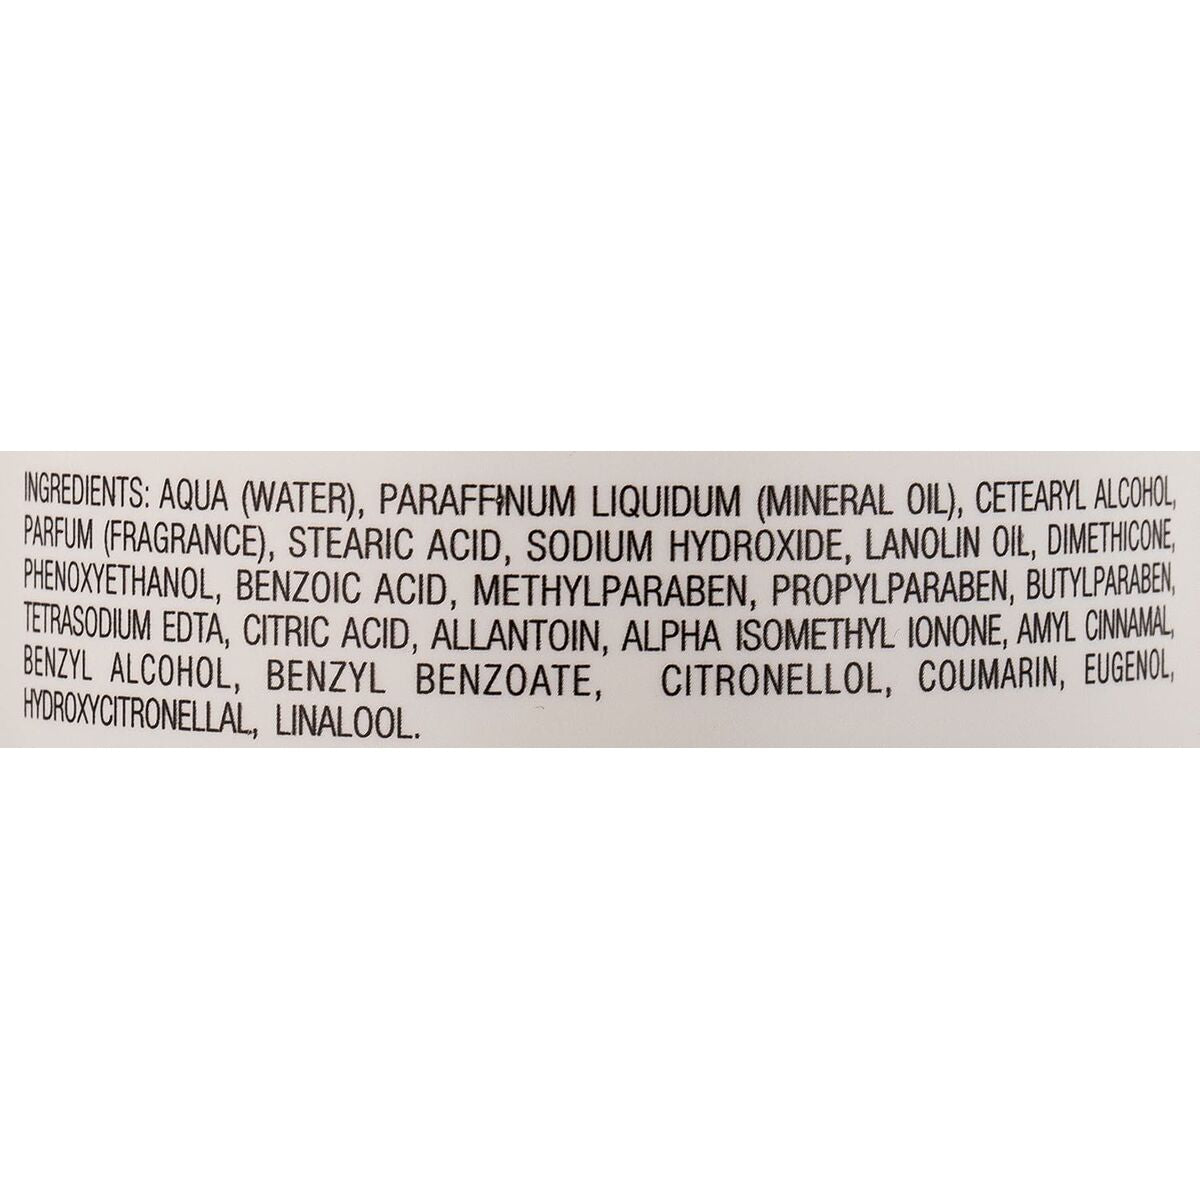 INGREDIENTS: AQUA (WATER), PARAFFINUM LIQUIDUM (MINERAL OIL), CETEARYL ALCOHOL,
PARFUM (FRAGRANCE), STEARIC ACID, SODIUM HYDROXIDE, LANOLIN OIL, DIMETHICONE,
PHENOXYETHANOL, BENZOIC ACID, METHYLPARABEN, PROPYLPARABEN, BUTYLPARABEN,
TETRASODIUM EDTA, CITRIC ACID, ALLANTOIN, ALPHA ISOMETHYL IONONE, AMYL CINNAMAL,
BENZYL ALCOHOL, BENZYL BENZOATE, CITRONELLOL, COUMARIN, EUGENOL,
HYDROXYCITRONELLAL, LINALOOL.